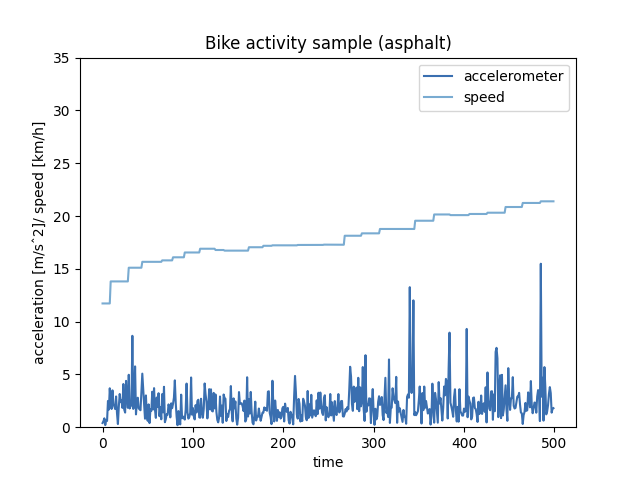 Bike activity sample (asphalt)
accelerometer
speed
acceleration [m/s^2]/ speed [km/h]
35
30
25
20
15
10
5
0
0 100 200 300 400 500
time